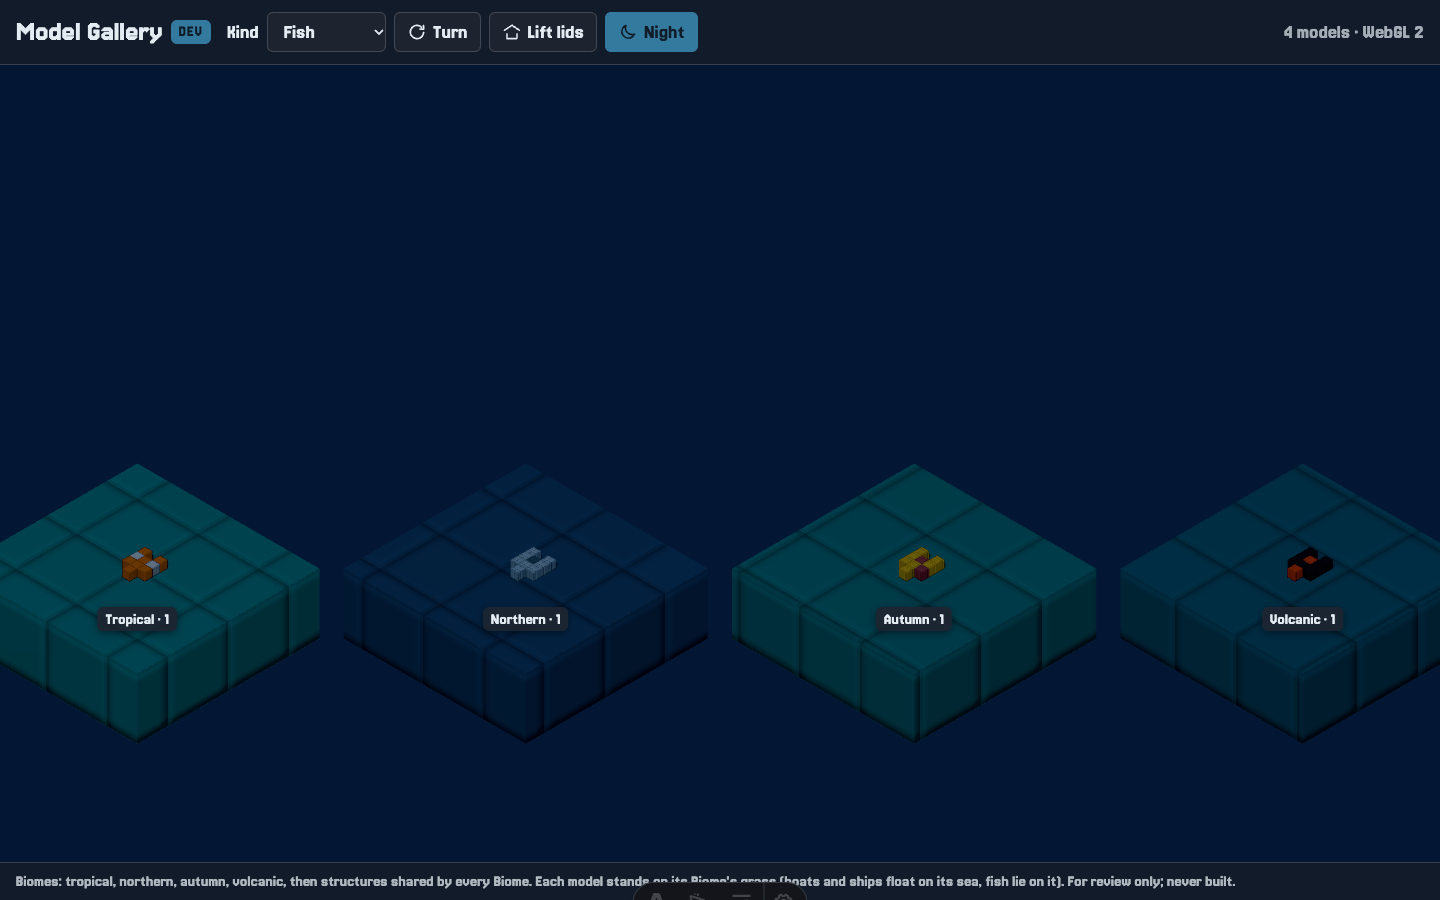 Model Gallery DEV Kind Fish Turn Lift lids Night 4 models · WebGL 2
Tropical · 1 Northern · 1 Autumn · 1 Volcanic · 1
Biomes: tropical, northern, autumn, volcanic, then structures shared by every Biome. Each model stands on its Biome's grass (boats and ships float on its sea, fish lie on it). For review only; never built.